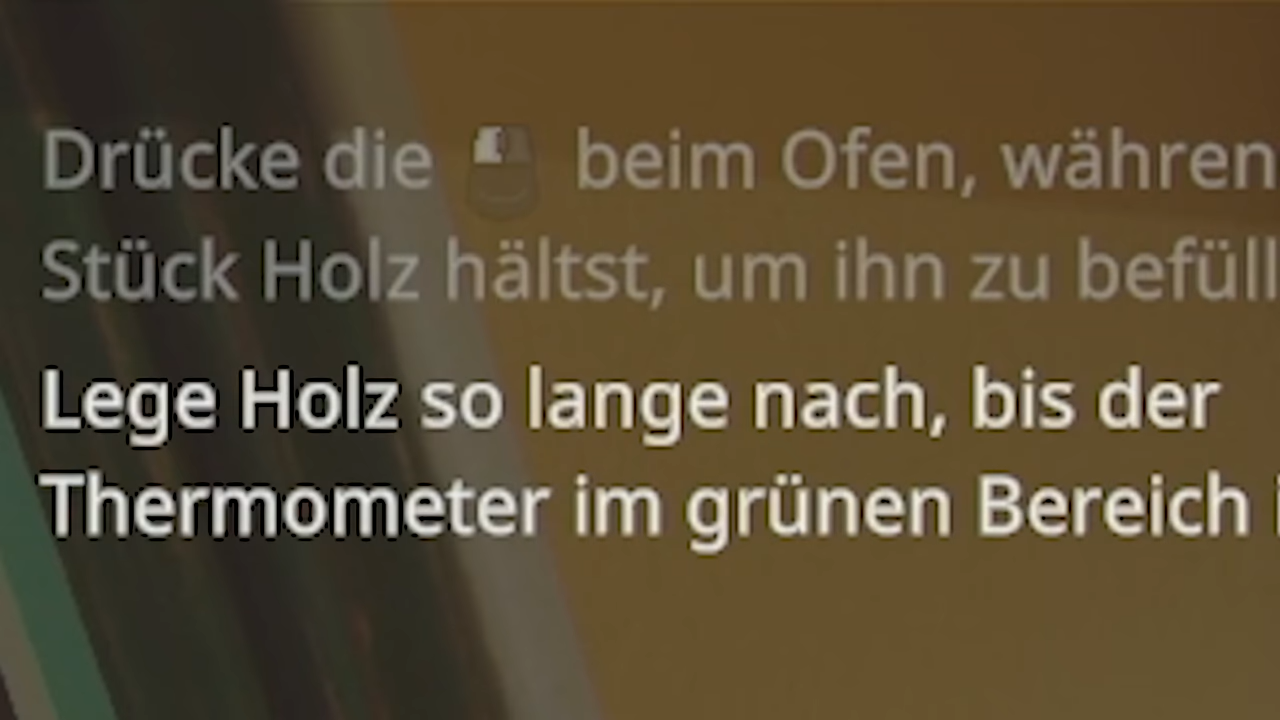 Drücke die beim Ofen, währen
Stück Holz hältst, um ihn zu befüll
Lege Holz so lange nach, bis der
Thermometer im grünen Bereich i